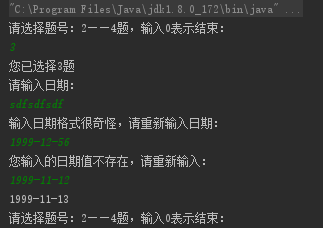 "C:\Program Files\Java\jdk1.8.0_172\bin\java" ...
请选择题号：2——4题，输入0表示结束：
3
您已选择3题
请输入日期：
sdfsdfsdf
输入日期格式很奇怪，请重新输入日期：
1999-12-56
您输入的日期值不存在，请重新输入：
1999-11-12
1999-11-13
请选择题号：2——4题，输入0表示结束：